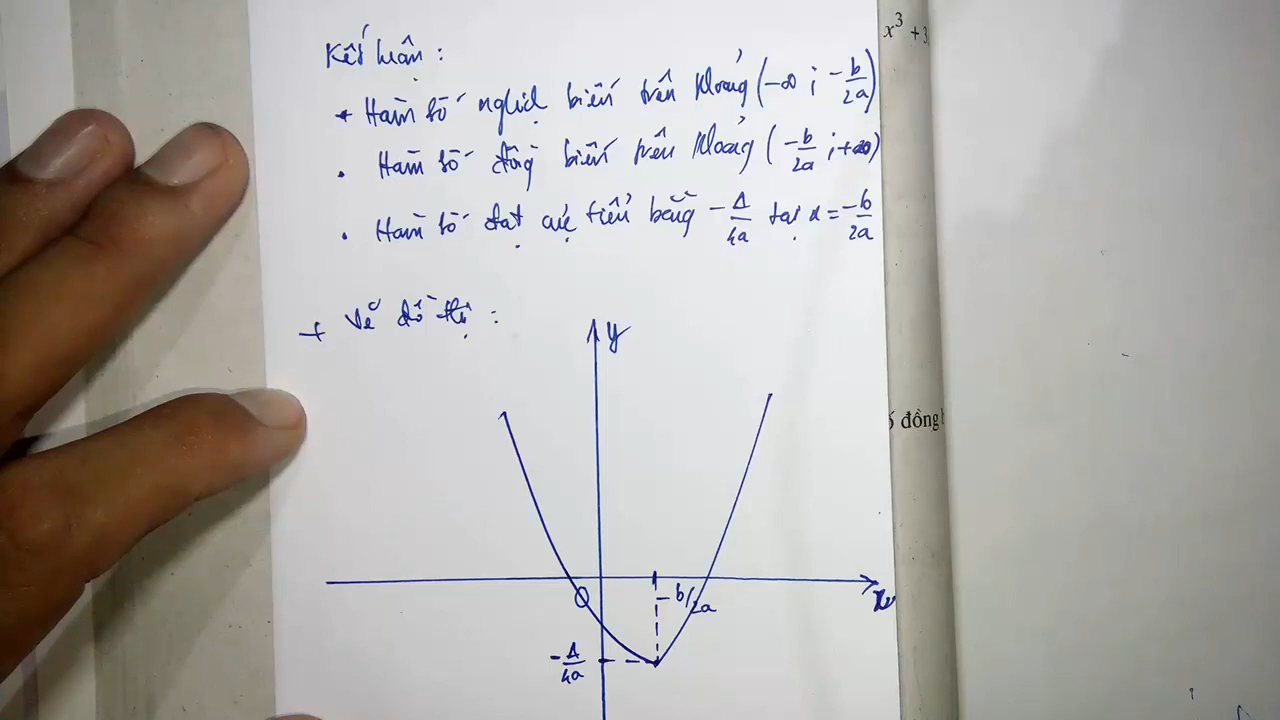 Kết luận :
• Hàm số nghịch biến trên khoảng (-∞ ; -b/2a)
• Hàm số đồng biến trên khoảng (-b/2a ; +∞)
• Hàm số đạt cực tiểu bằng -Δ/4a tại x = -b/2a
+ Vẽ đồ thị :
y
O
-b/2a
x
-Δ/4a
x³ + 3
đồng